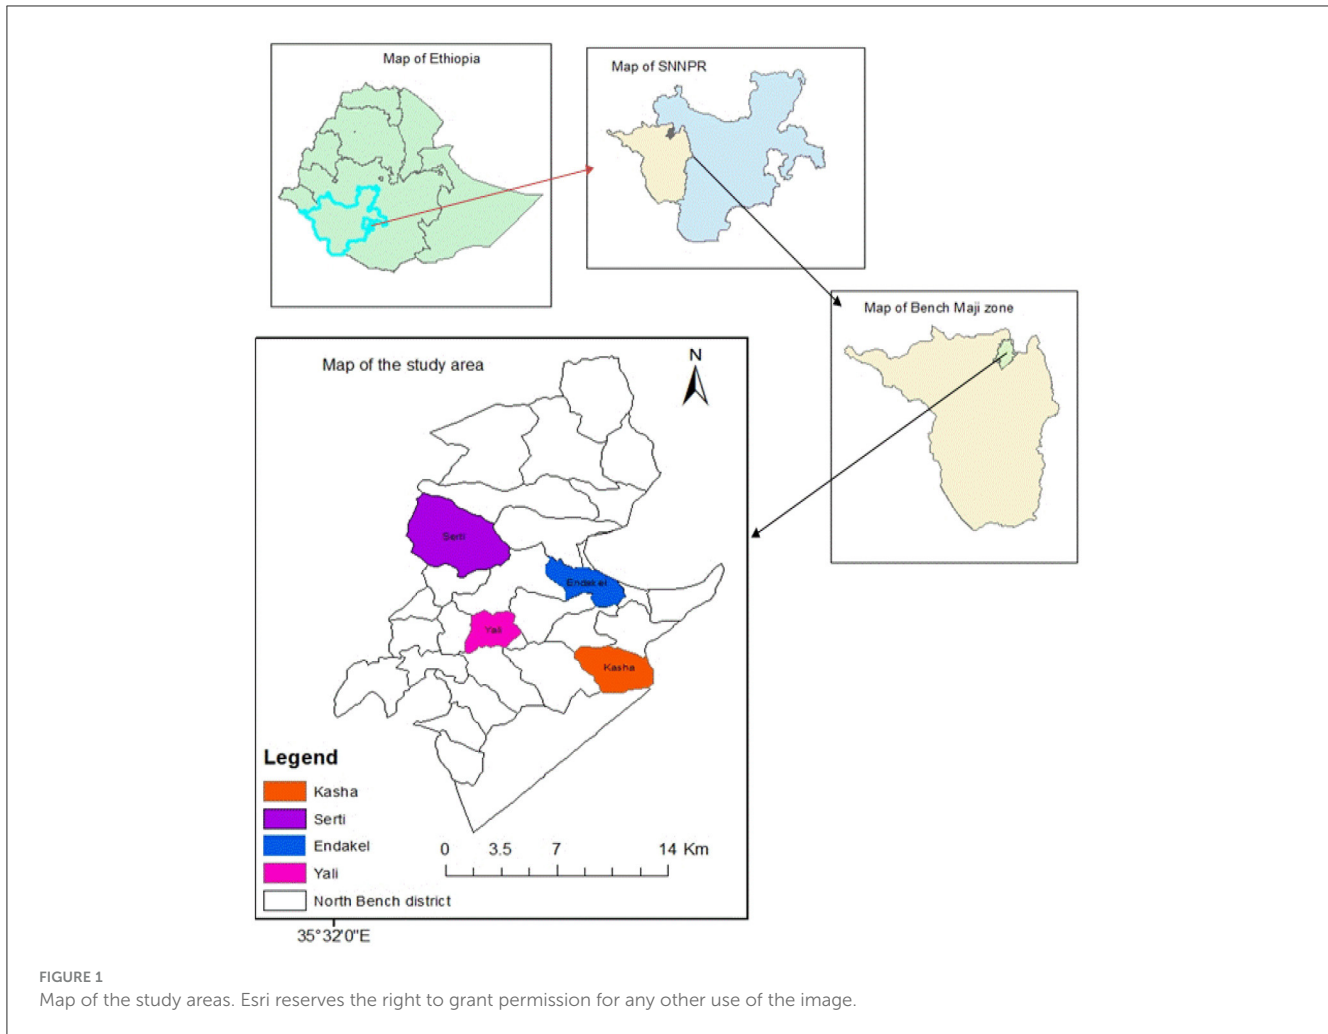 Map of Ethiopia
Map of SNNPR
Map of Bench Maji zone
Map of the study area
N
Serti
Endakel
Yali
Kasha
Legend
Kasha
Serti
Endakel
Yali
North Bench district
0 3.5 7 14 Km
35°32'0"E
FIGURE 1
Map of the study areas. Esri reserves the right to grant permission for any other use of the image.